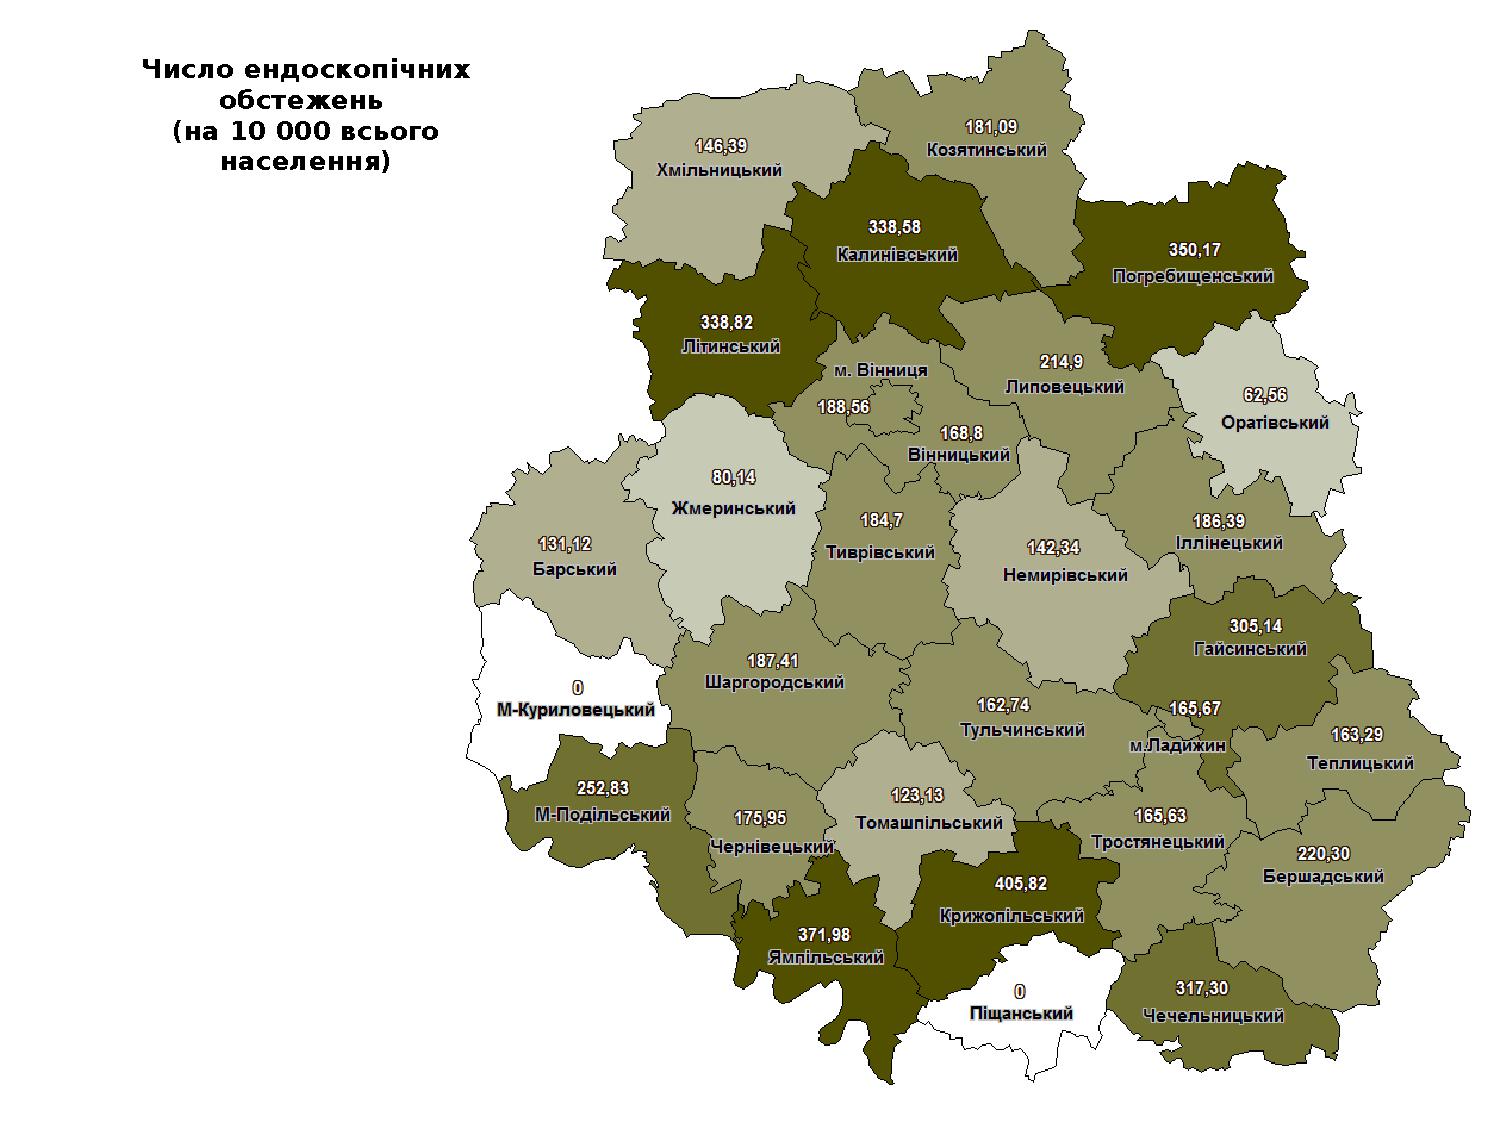 Число ендоскопічних
обстежень
(на 10 000 всього
населення)
181,09
Козятинський
146,39
Хмільницький
338,58
Калинівський
350,17
Погребищенський
338,82
Літинський
м. Вінниця
188,56
214,9
Липовецький
62,56
Оратівський
168,8
Вінницький
80,14
Жмеринський
184,7
Тиврівський
186,39
Іллінецький
131,12
Барський
142,34
Немирівський
305,14
Гайсинський
187,41
Шаргородський
0
М-Куриловецький
162,74
Тульчинський
165,67
м.Ладижин
163,29
Теплицький
252,83
М-Подільський
175,95
Чернівецький
123,13
Томашпільський
165,63
Тростянецький
220,30
Бершадський
405,82
Крижопільський
371,98
Ямпільський
0
Піщанський
317,30
Чечельницький